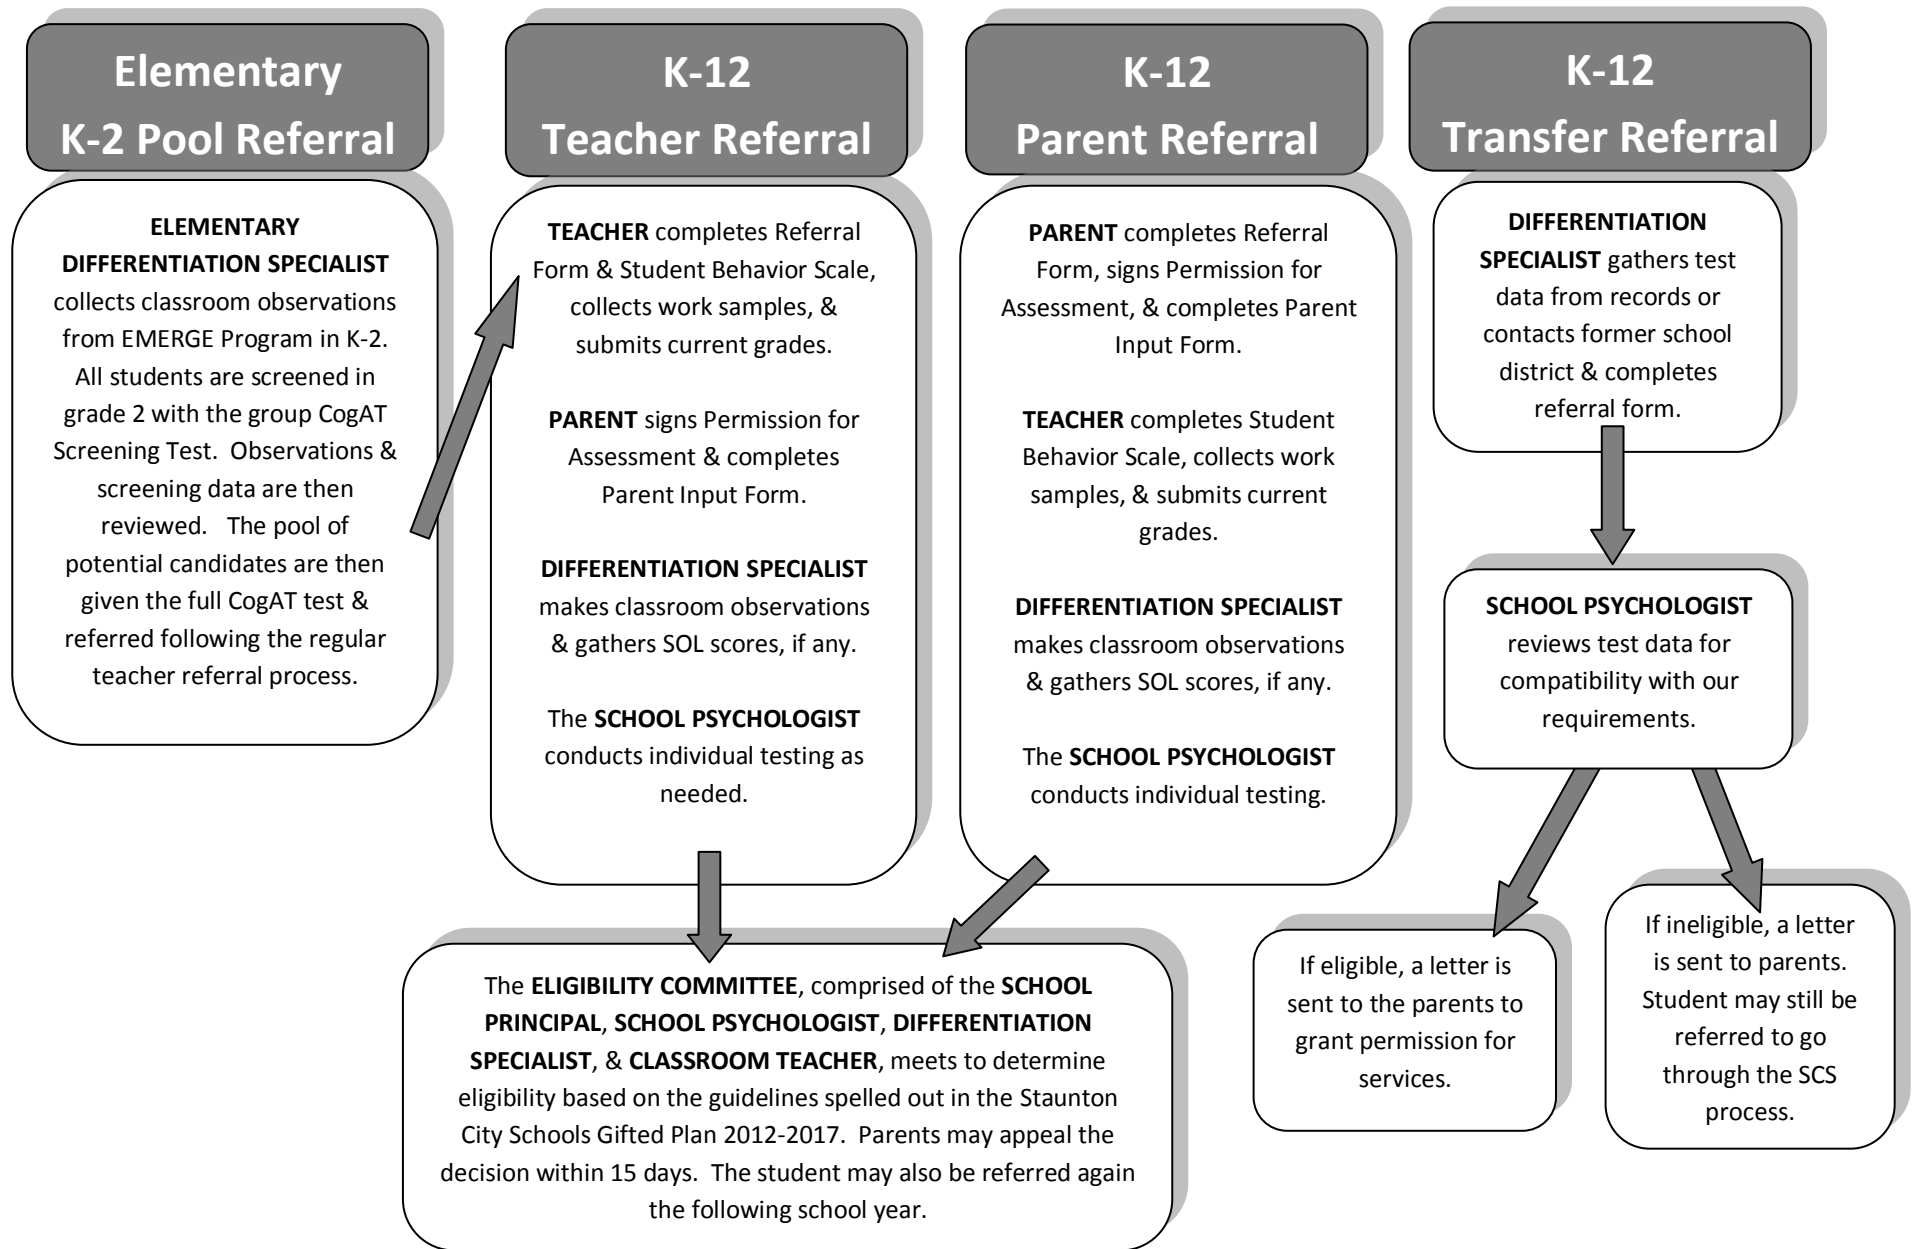 Elementary
K-2 Pool Referral
ELEMENTARY
DIFFERENTIATION SPECIALIST
collects classroom observations
from EMERGE Program in K-2.
All students are screened in
grade 2 with the group CogAT
Screening Test.  Observations &
screening data are then
reviewed.   The pool of
potential candidates are then
given the full CogAT test &
referred following the regular
teacher referral process.
K-12
Teacher Referral
TEACHER completes Referral
Form & Student Behavior Scale,
collects work samples, &
submits current grades.
PARENT signs Permission for
Assessment & completes
Parent Input Form.
DIFFERENTIATION SPECIALIST
makes classroom observations
& gathers SOL scores, if any.
The SCHOOL PSYCHOLOGIST
conducts individual testing as
needed.
K-12
Parent Referral
PARENT completes Referral
Form, signs Permission for
Assessment, & completes Parent
Input Form.
TEACHER completes Student
Behavior Scale, collects work
samples, & submits current
grades.
DIFFERENTIATION SPECIALIST
makes classroom observations
& gathers SOL scores, if any.
The SCHOOL PSYCHOLOGIST
conducts individual testing.
K-12
Transfer Referral
DIFFERENTIATION
SPECIALIST gathers test
data from records or
contacts former school
district & completes
referral form.
SCHOOL PSYCHOLOGIST
reviews test data for
compatibility with our
requirements.
The ELIGIBILITY COMMITTEE, comprised of the SCHOOL
PRINCIPAL, SCHOOL PSYCHOLOGIST, DIFFERENTIATION
SPECIALIST, & CLASSROOM TEACHER, meets to determine
eligibility based on the guidelines spelled out in the Staunton
City Schools Gifted Plan 2012-2017.  Parents may appeal the
decision within 15 days.  The student may also be referred again
the following school year.
If eligible, a letter is
sent to the parents to
grant permission for
services.
If ineligible, a letter
is sent to parents.
Student may still be
referred to go
through the SCS
process.